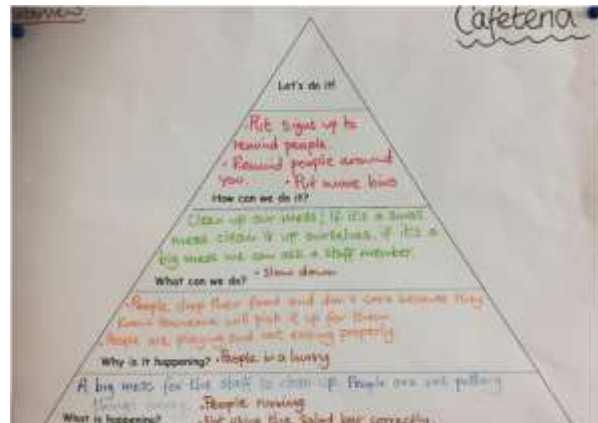 Cafeteria
Let's do it!
• Put signs up to
remind people.
• Remind people around
you. • Put more bins
How can we do it?
Clean up our mess; If it's a small
mess clean it up ourselves, if it's a
big mess we can ask a staff member.
• Slow down
What can we do?
• People drop their food and don't care because they
know someone will pick it up for them.
People are playing and not eating properly
Why is it happening? • People in a hurry
A big mess for the staff to clean up. People are not putting
things away. • People running
What is happening? • Not using the Salad bar correctly